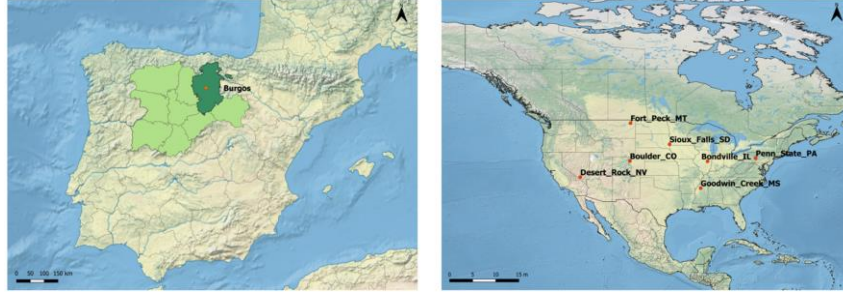 Burgos
0 50 100 150 km
Fort_Peck_MT
Sioux_Falls_SD
Boulder_CO
Bondville_IL
Penn_State_PA
Desert_Rock_NV
Goodwin_Creek_MS
0 5 10 15 m